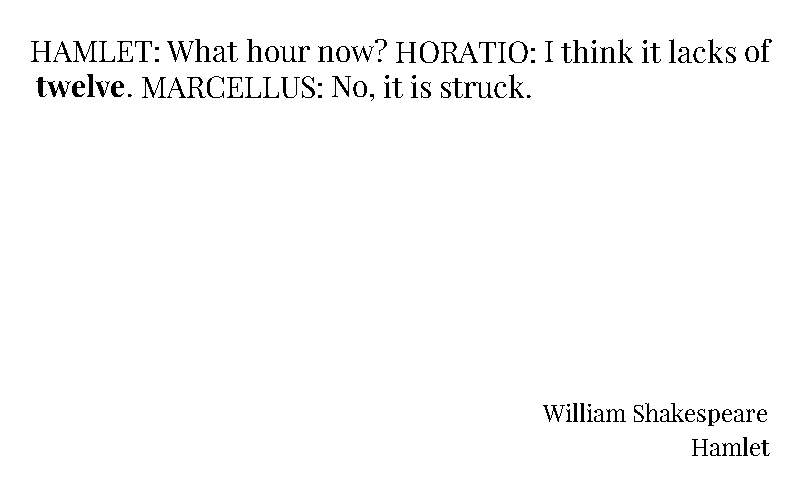 HAMLET: What hour now? HORATIO: I think it lacks of
twelve. MARCELLUS: No, it is struck.
William Shakespeare
Hamlet